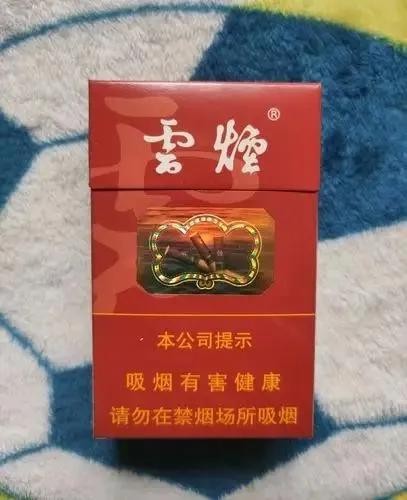 雲煙®
本公司提示
吸烟有害健康
请勿在禁烟场所吸烟